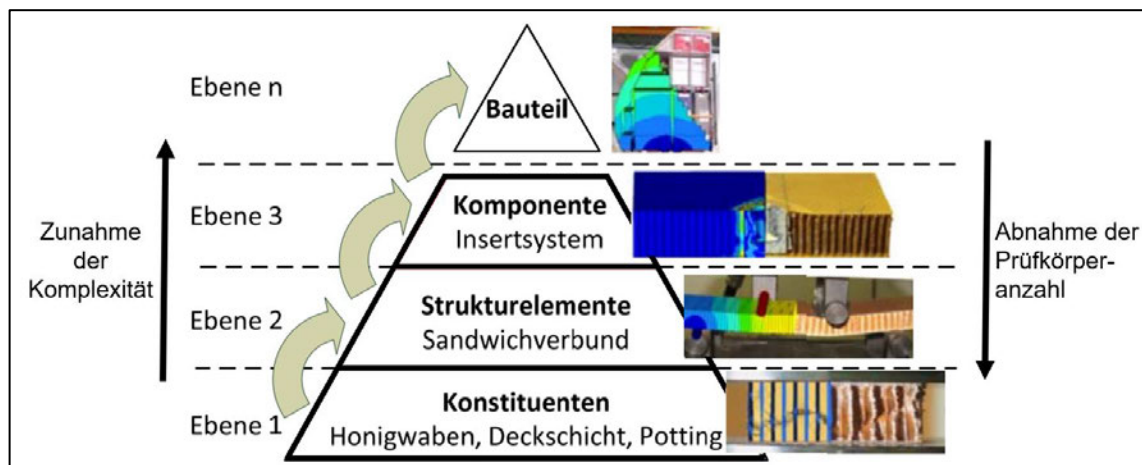 Ebene n
Bauteil
Ebene 3
Komponente
Insertsystem
Zunahme
der
Komplexität
Abnahme der
Prüfkörper-
anzahl
Ebene 2
Strukturelemente
Sandwichverbund
Ebene 1
Konstituenten
Honigwaben, Deckschicht, Potting